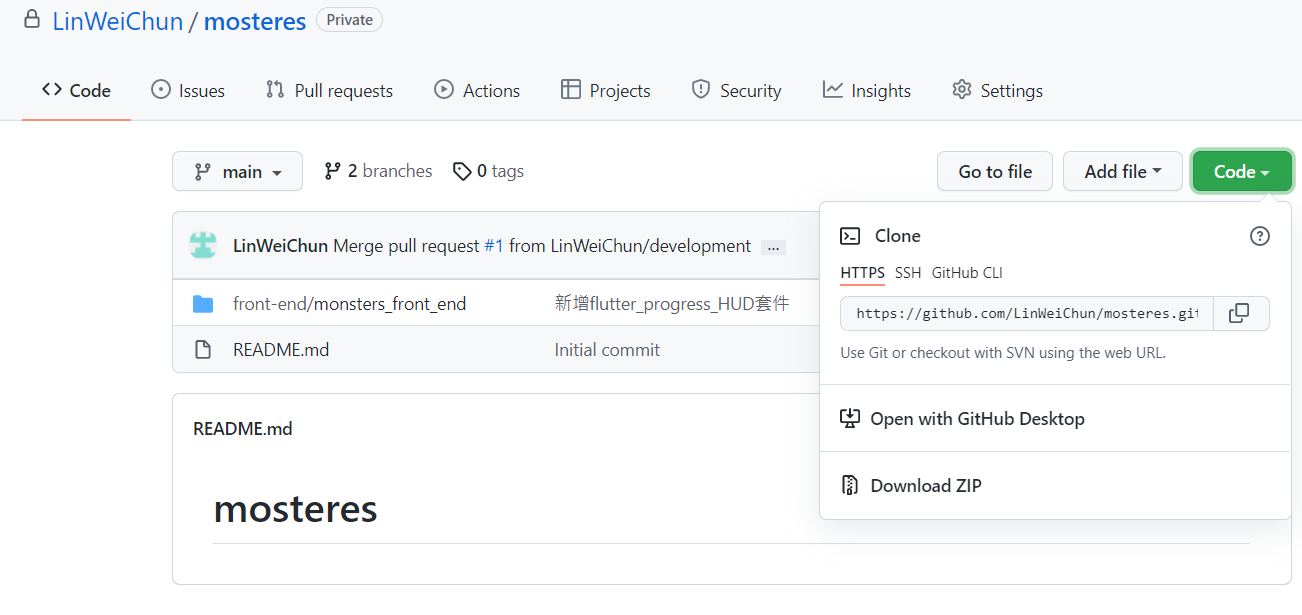 LinWeiChun / mosteres Private
Code Issues Pull requests Actions Projects Security Insights Settings
main 2 branches 0 tags Go to file Add file Code
LinWeiChun Merge pull request #1 from LinWeiChun/development ...
front-end/monsters_front_end 新增flutter_progress_HUD套件
README.md Initial commit
Clone
HTTPS SSH GitHub CLI
https://github.com/LinWeiChun/mosteres.git
Use Git or checkout with SVN using the web URL.
Open with GitHub Desktop
Download ZIP
README.md
mosteres